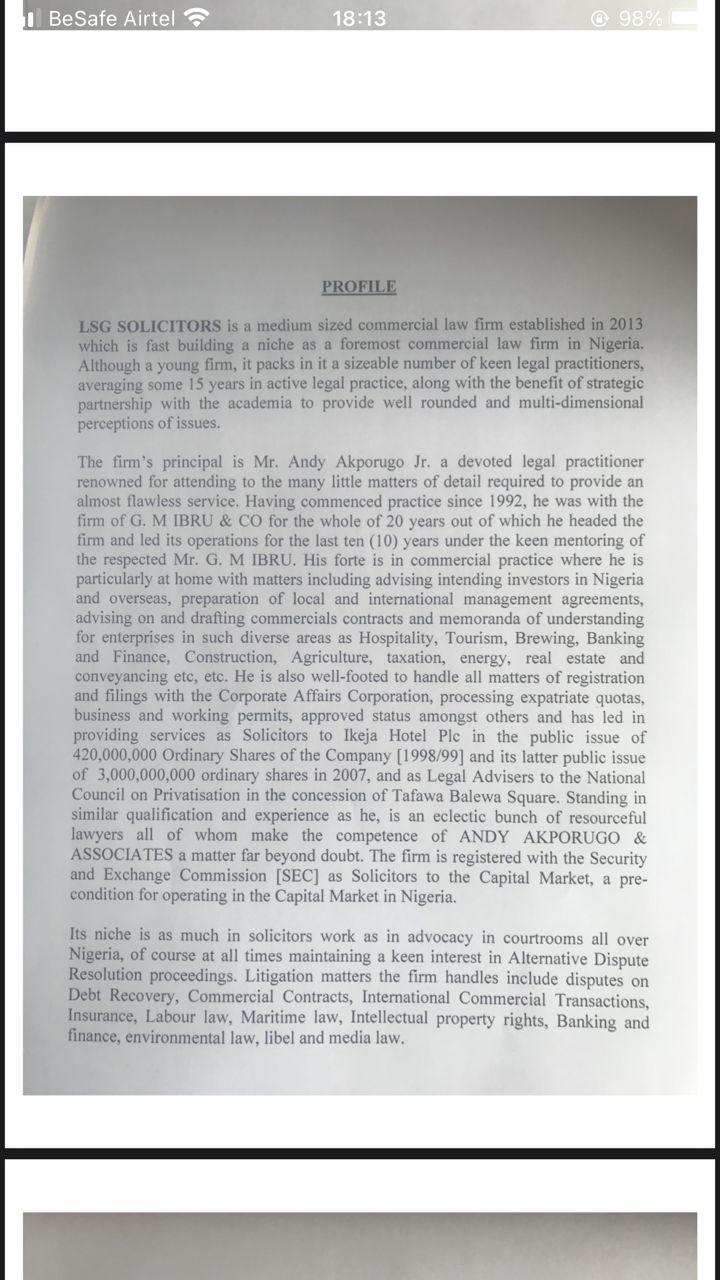 BeSafe Airtel 18:13 98%
PROFILE
LSG SOLICITORS is a medium sized commercial law firm established in 2013
which is fast building a niche as a foremost commercial law firm in Nigeria.
Although a young firm, it packs in it a sizeable number of keen legal practitioners,
averaging some 15 years in active legal practice, along with the benefit of strategic
partnership with the academia to provide well rounded and multi-dimensional
perceptions of issues.
The firm's principal is Mr. Andy Akporugo Jr. a devoted legal practitioner
renowned for attending to the many little matters of detail required to provide an
almost flawless service. Having commenced practice since 1992, he was with the
firm of G. M IBRU & CO for the whole of 20 years out of which he headed the
firm and led its operations for the last ten (10) years under the keen mentoring of
the respected Mr. G. M IBRU. His forte is in commercial practice where he is
particularly at home with matters including advising intending investors in Nigeria
and overseas, preparation of local and international management agreements,
advising on and drafting commercials contracts and memoranda of understanding
for enterprises in such diverse areas as Hospitality, Tourism, Brewing, Banking
and Finance, Construction, Agriculture, taxation, energy, real estate and
conveyancing etc, etc. He is also well-footed to handle all matters of registration
and filings with the Corporate Affairs Corporation, processing expatriate quotas,
business and working permits, approved status amongst others and has led in
providing services as Solicitors to Ikeja Hotel Plc in the public issue of
420,000,000 Ordinary Shares of the Company [1998/99] and its latter public issue
of 3,000,000,000 ordinary shares in 2007, and as Legal Advisers to the National
Council on Privatisation in the concession of Tafawa Balewa Square. Standing in
similar qualification and experience as he, is an eclectic bunch of resourceful
lawyers all of whom make the competence of ANDY AKPORUGO &
ASSOCIATES a matter far beyond doubt. The firm is registered with the Security
and Exchange Commission [SEC] as Solicitors to the Capital Market, a pre-
condition for operating in the Capital Market in Nigeria.
Its niche is as much in solicitors work as in advocacy in courtrooms all over
Nigeria, of course at all times maintaining a keen interest in Alternative Dispute
Resolution proceedings. Litigation matters the firm handles include disputes on
Debt Recovery, Commercial Contracts, International Commercial Transactions,
Insurance, Labour law, Maritime law, Intellectual property rights, Banking and
finance, environmental law, libel and media law.